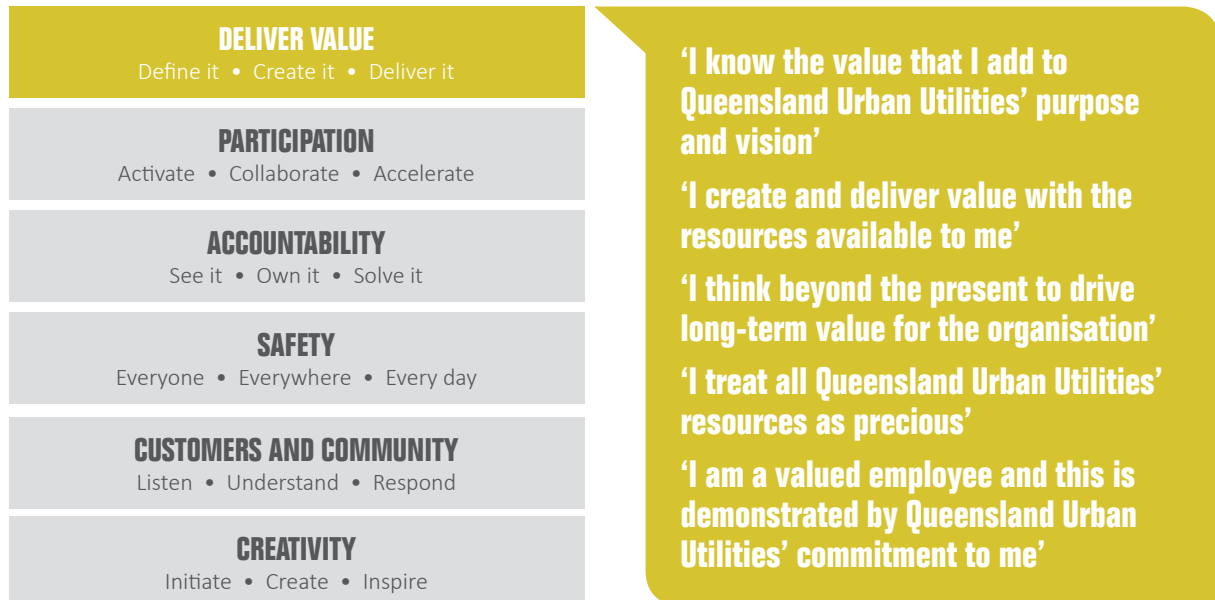 DELIVER VALUE
Define it • Create it • Deliver it
PARTICIPATION
Activate • Collaborate • Accelerate
ACCOUNTABILITY
See it • Own it • Solve it
SAFETY
Everyone • Everywhere • Every day
CUSTOMERS AND COMMUNITY
Listen • Understand • Respond
CREATIVITY
Initiate • Create • Inspire
‘I know the value that I add to
Queensland Urban Utilities’ purpose
and vision’
‘I create and deliver value with the
resources available to me’
‘I think beyond the present to drive
long-term value for the organisation’
‘I treat all Queensland Urban Utilities’
resources as precious’
‘I am a valued employee and this is
demonstrated by Queensland Urban
Utilities’ commitment to me’